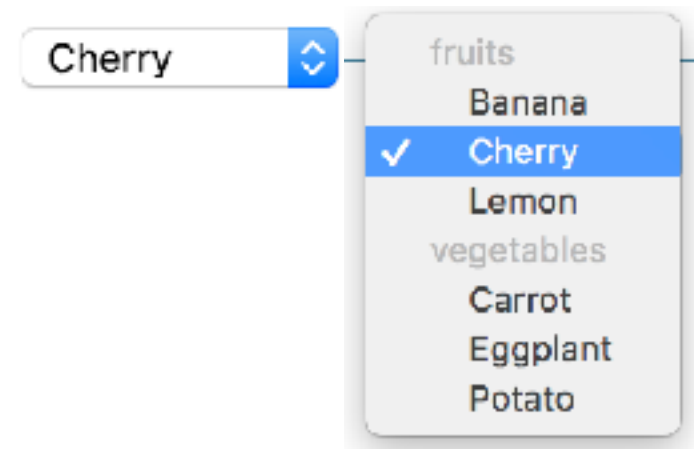 Cherry
fruits
Banana
Cherry
Lemon
vegetables
Carrot
Eggplant
Potato